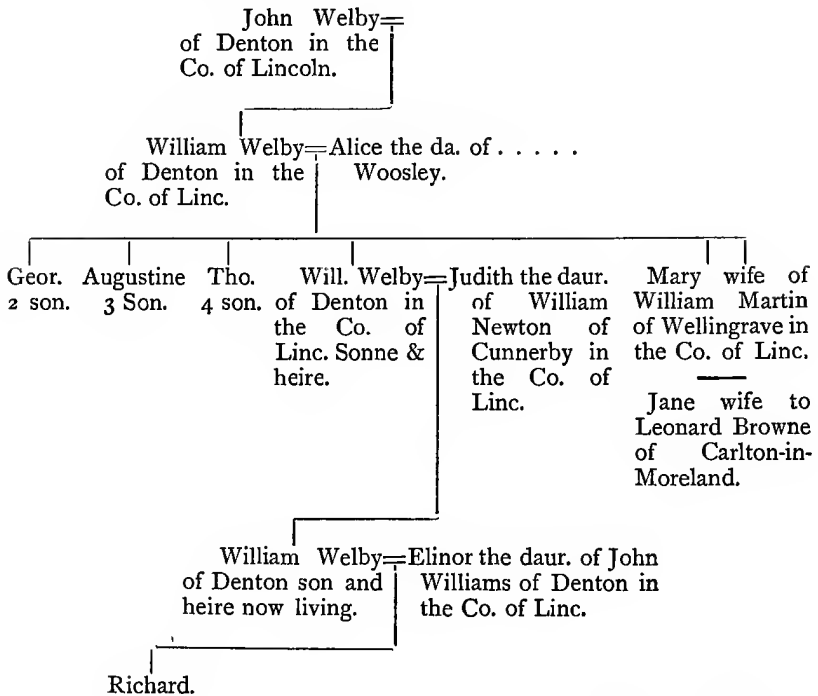 John Welby=
of Denton in the
Co. of Lincoln.
William Welby=Alice the da. of . . . . .
of Denton in the
Co. of Linc.
Woosley.
Geor.
2 son.
Augustine
3 Son.
Tho.
4 son.
Will. Welby=Judith the daur.
of Denton in
the Co. of
Linc. Sonne &
heire.
of William
Newton of
Cunnerby in
the Co. of
Linc.
Mary wife of
William Martin
of Wellingrave in
the Co. of Linc.
Jane wife to
Leonard Browne
of Carlton-in-
Moreland.
William Welby=Elinor the daur. of John
of Denton son and
heire now living.
Williams of Denton in
the Co. of Linc.
Richard.